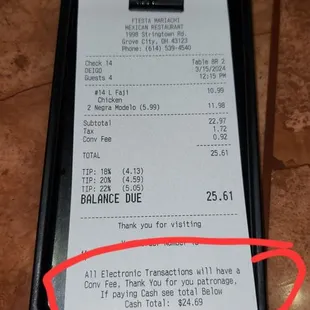 FIESTA MARIACHI
MEXICAN RESTAURANT
1998 Stringtown Rd.
Grove City, OH 43123
Phone: (614) 539-4540
Check 14 Table BR 2
DEIGO 3/15/2024
Guests 4 12:15 PM
#14 L Faji 10.99
Chicken
2 Negra Modelo (5.99) 11.98
Subtotal 22.97
Tax 1.72
Conv Fee 0.92
TOTAL 25.61
TIP: 18% (4.13)
TIP: 20% (4.59)
TIP: 22% (5.05)
BALANCE DUE 25.61
Thank you for visiting
All Electronic Transactions will have a
Conv Fee, Thank You for you patronage,
If paying Cash see total Below
Cash Total: $24.69